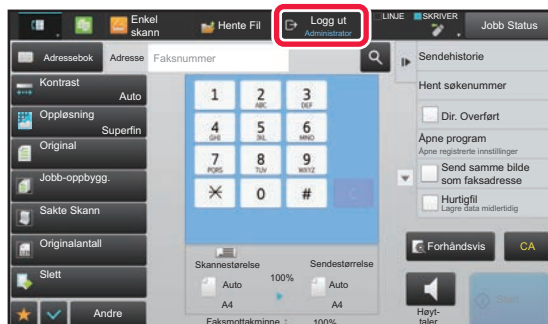 Enkel
skann
Hente Fil
Logg ut
Administrator
LINJE
SKRIVER
Jobb Status
Adressebok
Adresse
Faksnummer
Sendehistorie
Kontrast
Auto
Hent søkenummer
Oppløsning
Superfin
Dir. Overført
Original
Åpne program
Åpne registrerte innstillinger
Jobb-oppbygg.
Send samme bilde
som faksadresse
Sakte Skann
Hurtigfil
Lagre data midlertidig
Originalantall
Slett
Andre
1
2
ABC
3
DEF
4
GHI
5
JKL
6
MNO
7
PQRS
8
TUV
9
WXYZ
0
#
C
Skannestørelse
Sendestørrelse
100%
Auto
Auto
A4
A4
Faksmottakminne :
100%
Forhåndsvis
CA
Høyt-
taler
Start